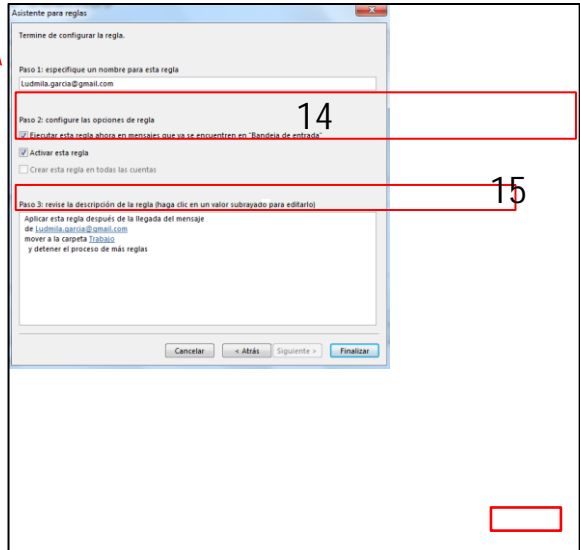 Asistente para reglas
Termine de configurar la regla.
Paso 1: especifique un nombre para esta regla
Ludmila.garcia@gmail.com
14
Paso 2: configure las opciones de regla
Ejecutar esta regla ahora en mensajes que ya se encuentren en "Bandeja de entrada"
Activar esta regla
Crear esta regla en todas las cuentas
15
Paso 3: revise la descripción de la regla (haga clic en un valor subrayado para editarlo)
Aplicar esta regla después de la llegada del mensaje
de Ludmila.garsia@gmail.com
mover a la carpeta Trabajo
y detener el proceso de más reglas
Cancelar < Atrás Siguiente > Finalizar